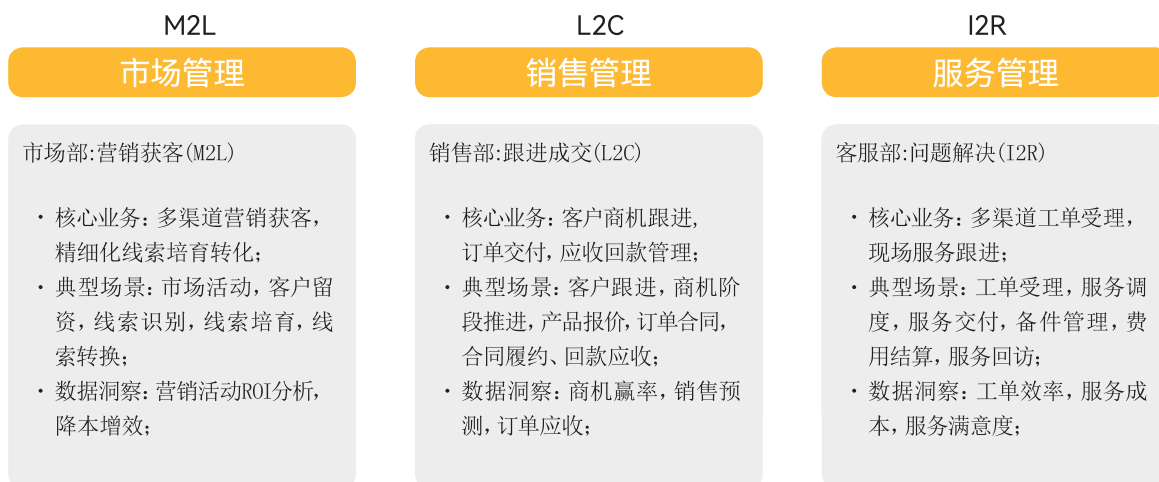 M2L
市场管理
市场部:营销获客(M2L)
· 核心业务: 多渠道营销获客,
精细化线索培育转化;
· 典型场景: 市场活动, 客户留
资, 线索识别, 线索培育, 线
索转换;
· 数据洞察: 营销活动ROI分析,
降本增效;
L2C
销售管理
销售部:跟进成交(L2C)
· 核心业务: 客户商机跟进,
订单交付, 应收回款管理;
· 典型场景: 客户跟进, 商机阶
段推进, 产品报价, 订单合同,
合同履约、回款应收;
· 数据洞察: 商机赢率, 销售预
测, 订单应收;
I2R
服务管理
客服部:问题解决(I2R)
· 核心业务: 多渠道工单受理,
现场服务跟进;
· 典型场景: 工单受理, 服务调
度, 服务交付, 备件管理, 费
用结算, 服务回访;
· 数据洞察: 工单效率, 服务成
本, 服务满意度;